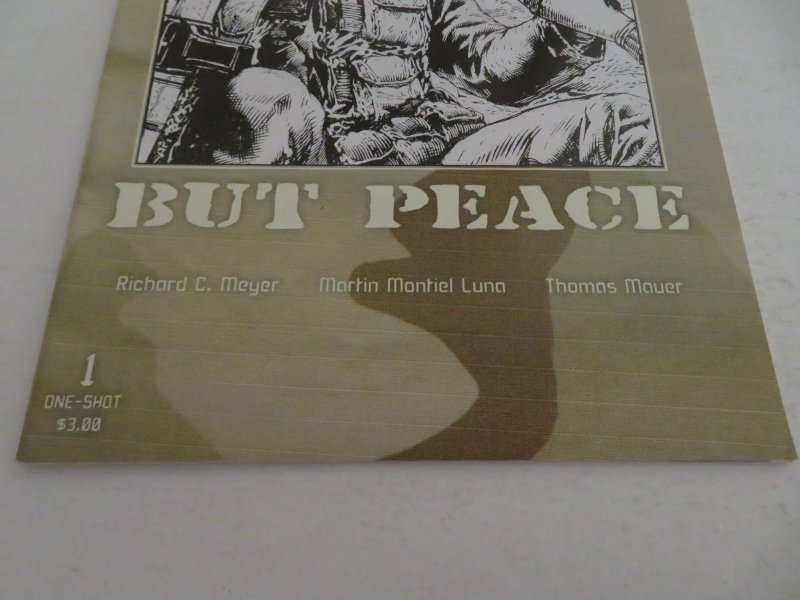 BUT PEACE
Richard C. Meyer Martin Montiel Luna Thomas Mauer
1
ONE-SHOT
$3.00